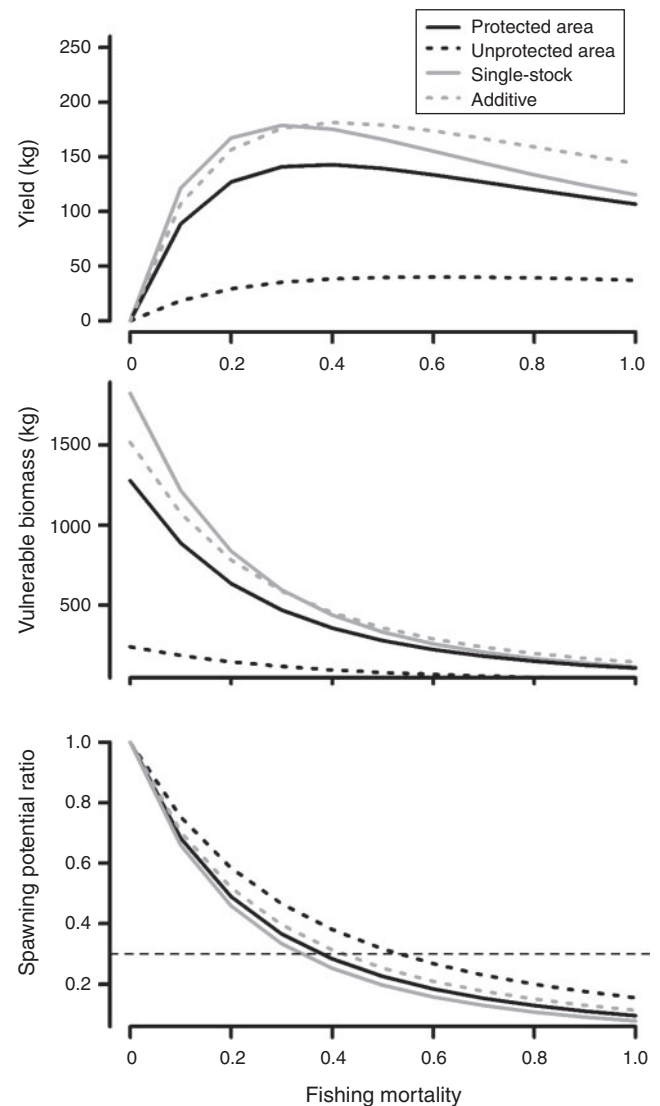 Protected area
Unprotected area
Single-stock
Additive
Yield (kg)
250
200
150
100
50
0
0 0.2 0.4 0.6 0.8 1.0
Vulnerable biomass (kg)
1500
1000
500
Spawning potential ratio
1.0
0.8
0.6
0.4
0.2
0 0.2 0.4 0.6 0.8 1.0
Fishing mortality